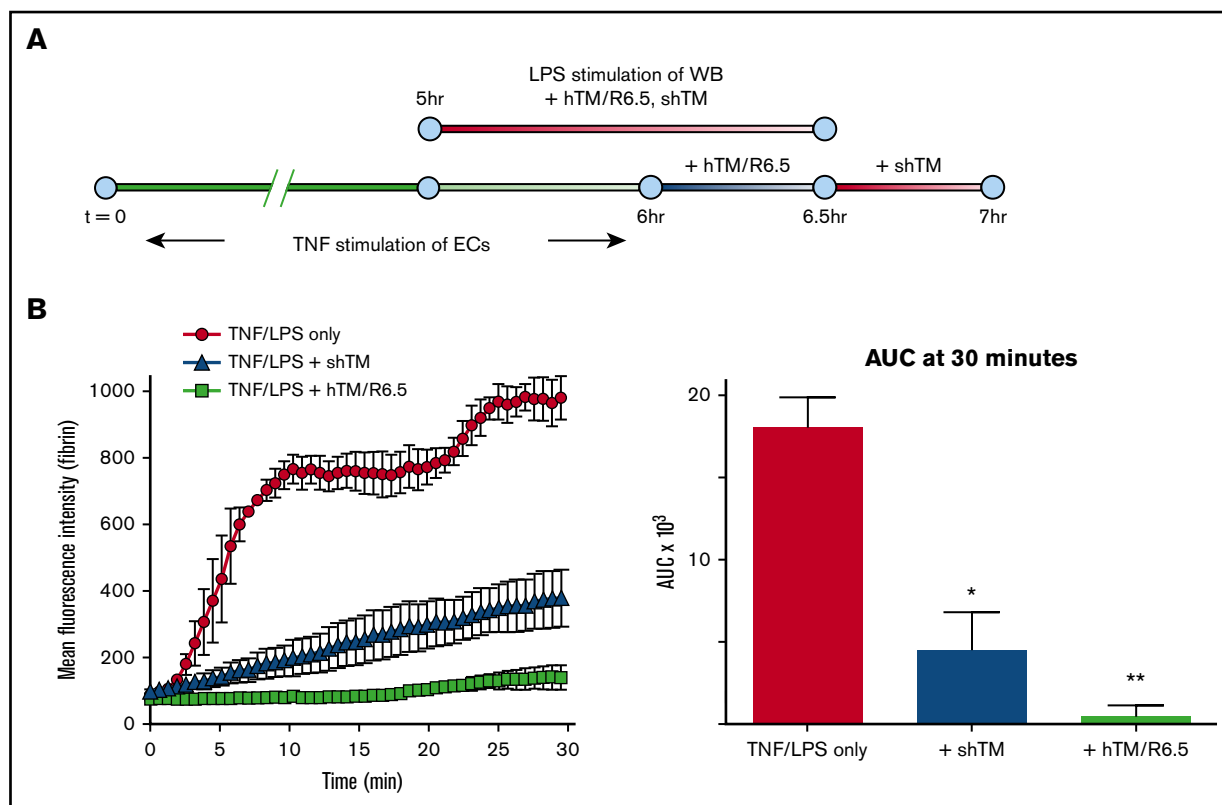 A
LPS stimulation of WB
+ hTM/R6.5, shTM
5hr
+ hTM/R6.5
+ shTM
t = 0
6hr
6.5hr
7hr
TNF stimulation of ECs
B
TNF/LPS only
TNF/LPS + shTM
TNF/LPS + hTM/R6.5
Mean fluorescence intensity (fibrin)
1000
800
600
400
200
0
0
5
10
15
20
25
30
Time (min)
AUC at 30 minutes
AUC x 10³
20
10
*
**
TNF/LPS only
+ shTM
+ hTM/R6.5